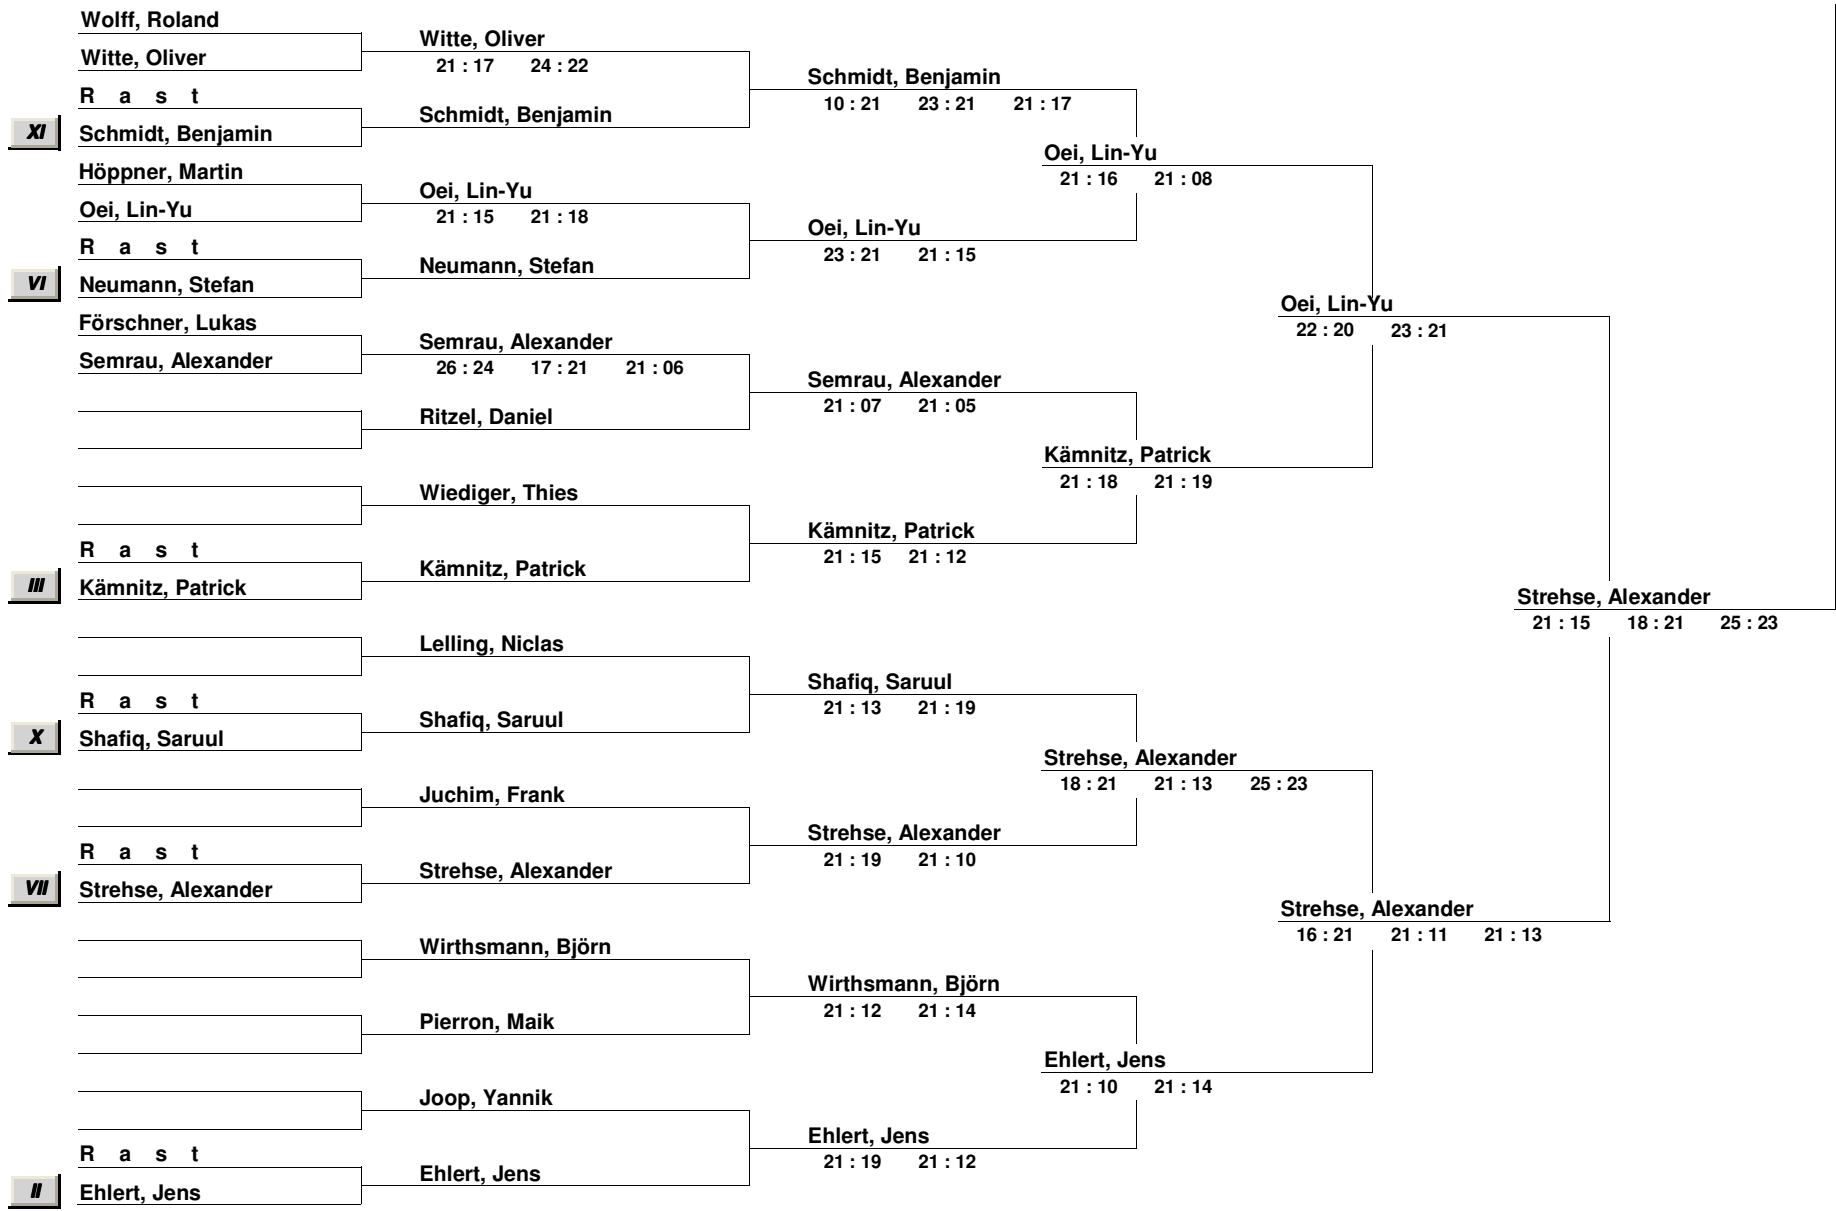 Wolff, Roland
Witte, Oliver
R a s t
XI
Schmidt, Benjamin
Höppner, Martin
Oei, Lin-Yu
R a s t
VI
Neumann, Stefan
Förschner, Lukas
Semrau, Alexander
R a s t
III
Kämnitz, Patrick
R a s t
X
Shafiq, Saruul
R a s t
VII
Strehse, Alexander
R a s t
II
Ehlert, Jens
Witte, Oliver
21 : 17 24 : 22
Schmidt, Benjamin
Oei, Lin-Yu
21 : 15 21 : 18
Neumann, Stefan
Semrau, Alexander
26 : 24 17 : 21 21 : 06
Ritzel, Daniel
Wiediger, Thies
Kämnitz, Patrick
Lelling, Niclas
Shafiq, Saruul
Juchim, Frank
Strehse, Alexander
Wirthsmann, Björn
Pierron, Maik
Joop, Yannik
Ehlert, Jens
Schmidt, Benjamin
10 : 21 23 : 21 21 : 17
Oei, Lin-Yu
23 : 21 21 : 15
Semrau, Alexander
21 : 07 21 : 05
Kämnitz, Patrick
21 : 15 21 : 12
Shafiq, Saruul
21 : 13 21 : 19
Strehse, Alexander
21 : 19 21 : 10
Wirthsmann, Björn
21 : 12 21 : 14
Ehlert, Jens
21 : 19 21 : 12
Oei, Lin-Yu
21 : 16 21 : 08
Kämnitz, Patrick
21 : 18 21 : 19
Strehse, Alexander
18 : 21 21 : 13 25 : 23
Ehlert, Jens
21 : 10 21 : 14
Oei, Lin-Yu
22 : 20 23 : 21
Strehse, Alexander
16 : 21 21 : 11 21 : 13
Strehse, Alexander
21 : 15 18 : 21 25 : 23